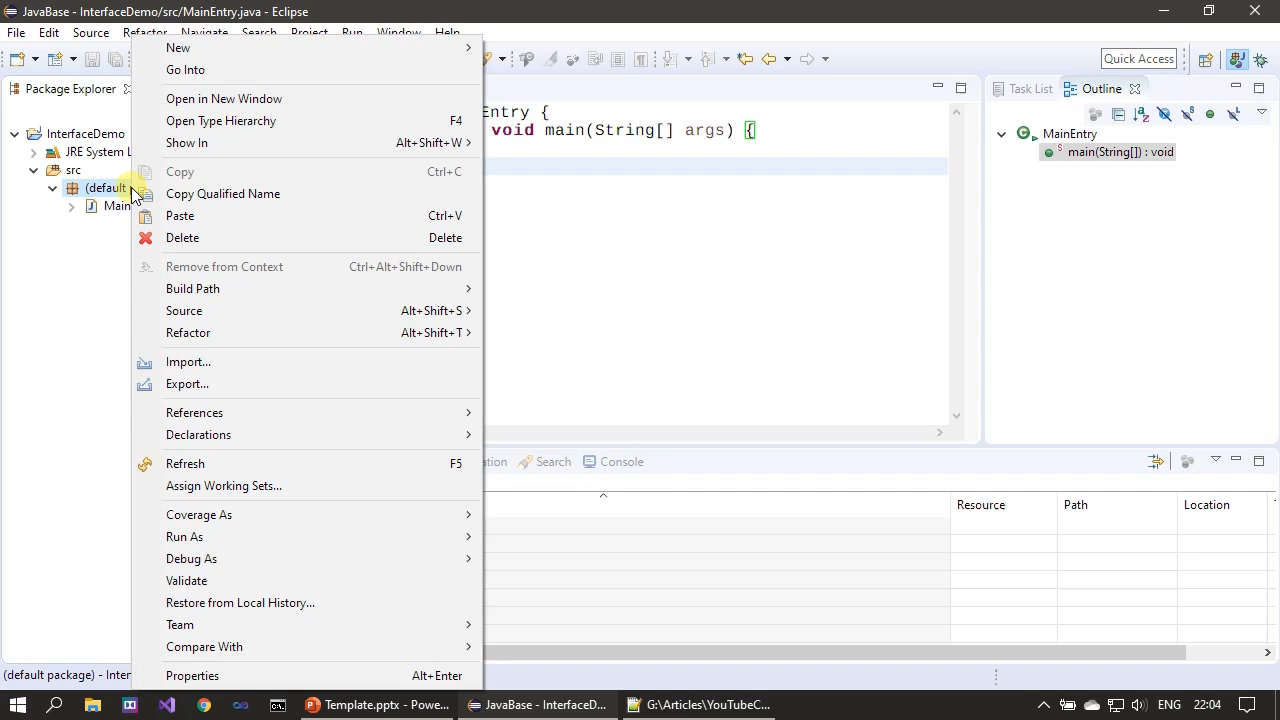 JavaBase - InterfaceDemo/src/MainEntry.java - Eclipse
File Edit Source Refactor Navigate Search Project Run Window Help
Quick Access
Package Explorer
InterfaceDemo
JRE System L
src
(default
Main
New
Go Into
Open in New Window
Open Type Hierarchy F4
Show In Alt+Shift+W
Copy Ctrl+C
Copy Qualified Name
Paste Ctrl+V
Delete Delete
Remove from Context Ctrl+Alt+Shift+Down
Build Path
Source Alt+Shift+S
Refactor Alt+Shift+T
Import...
Export...
References
Declarations
Refresh F5
Assign Working Sets...
Coverage As
Run As
Debug As
Validate
Restore from Local History...
Team
Compare With
Properties Alt+Enter
Entry {
void main(String[] args) {
Task List Outline
MainEntry
main(String[]) : void
ation Search Console
Resource Path Location
(default package) - Inter
Template.pptx - Powe... JavaBase - InterfaceD... G:\Articles\YouTubeC... ENG 22:04